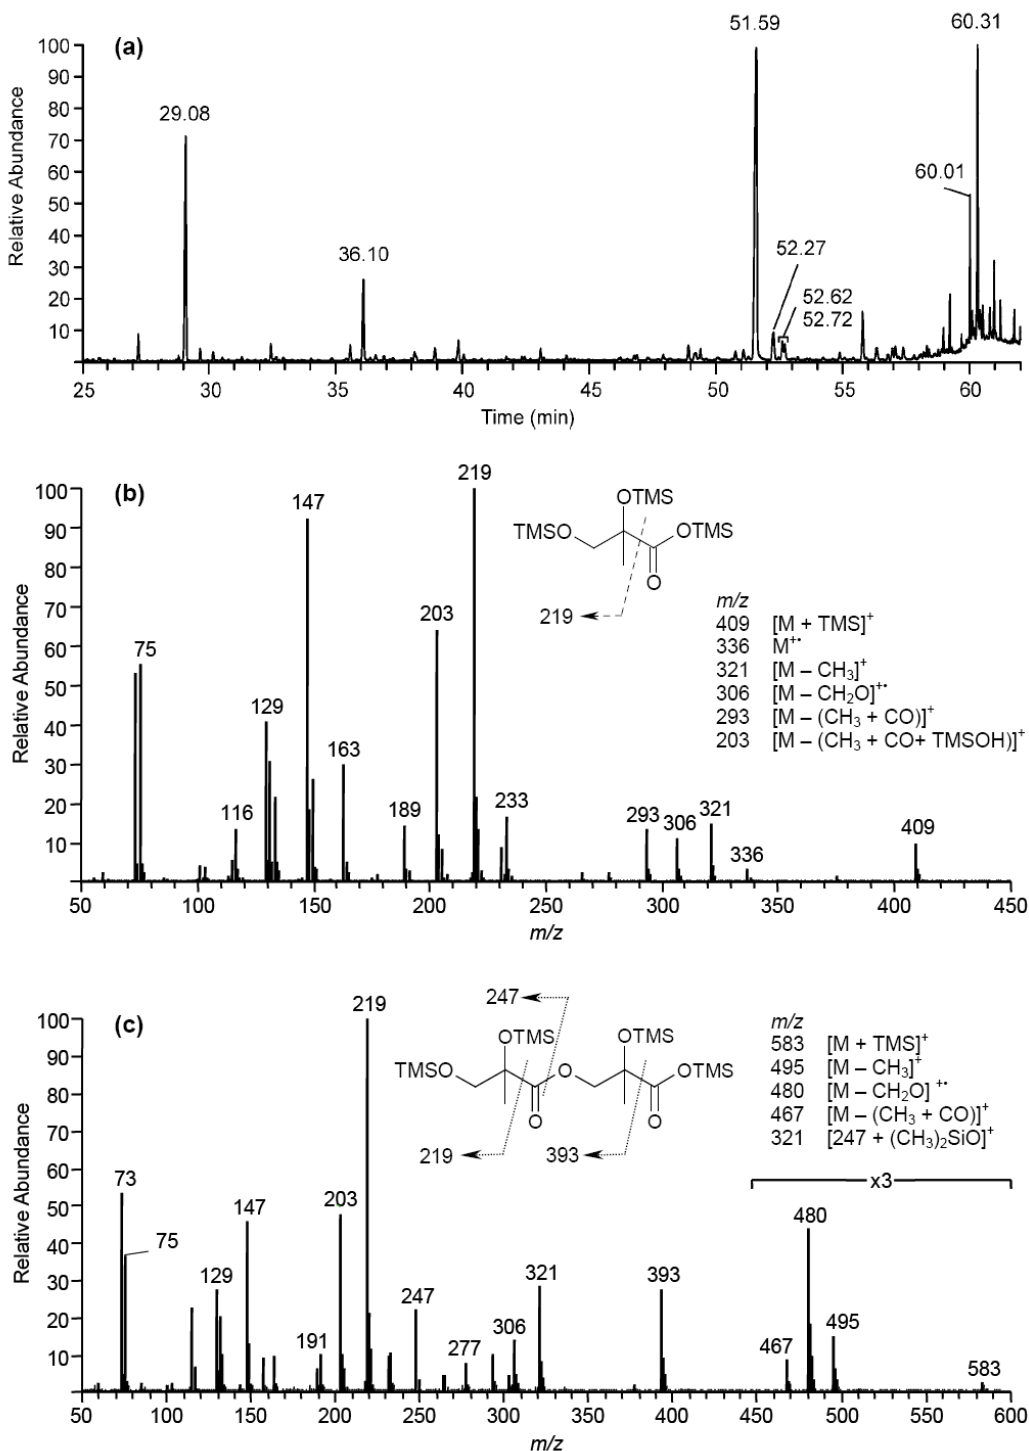 (a)
51.59
60.31
29.08
60.01
36.10
52.27
52.62
52.72
Relative Abundance
100
90
80
70
60
50
40
30
20
10
25 30 35 40 45 50 55 60
Time (min)
(b)
219
147
203
75
129
163
116
189
233
293
306
321
336
409
OTMS
TMSO
OTMS
O
219
m/z
409 [M + TMS]⁺
336 M⁺•
321 [M – CH₃]⁺
306 [M – CH₂O]⁺•
293 [M – (CH₃ + CO)]⁺
203 [M – (CH₃ + CO+ TMSOH)]⁺
Relative Abundance
100
90
80
70
60
50
40
30
20
10
50 100 150 200 250 300 350 400 450
m/z
(c)
219
247
OTMS
OTMS
TMSO
O
OTMS
O
O
219
393
m/z
583 [M + TMS]⁺
495 [M – CH₃]⁺
480 [M – CH₂O] ⁺•
467 [M – (CH₃ + CO)]⁺
321 [247 + (CH₃)₂SiO]⁺
x3
73
75
129
147
191
203
247
277
306
321
393
467
480
495
583
Relative Abundance
100
90
80
70
60
50
40
30
20
10
50 100 150 200 250 300 350 400 450 500 550 600
m/z